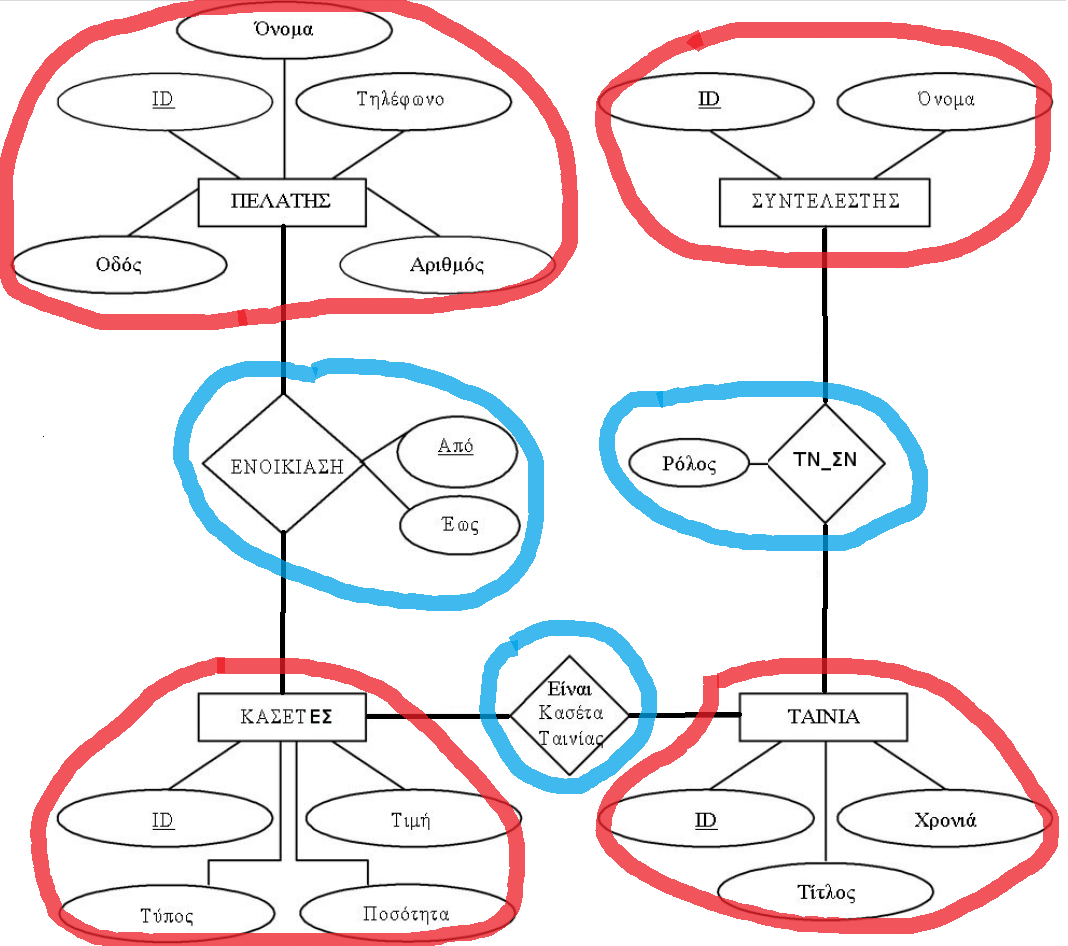 Όνομα
ID
Τηλέφωνο
ΠΕΛΑΤΗΣ
Οδός
Αριθμός
ID
Όνομα
ΣΥΝΤΕΛΕΣΤΗΣ
ΕΝΟΙΚΙΑΣΗ
Από
Έως
Ρόλος
ΤΝ_ΣΝ
ΚΑΣΕΤΕΣ
Είναι
Κασέτα
Ταινίας
ΤΑΙΝΙΑ
ID
Τιμή
Τύπος
Ποσότητα
ID
Χρονιά
Τίτλος